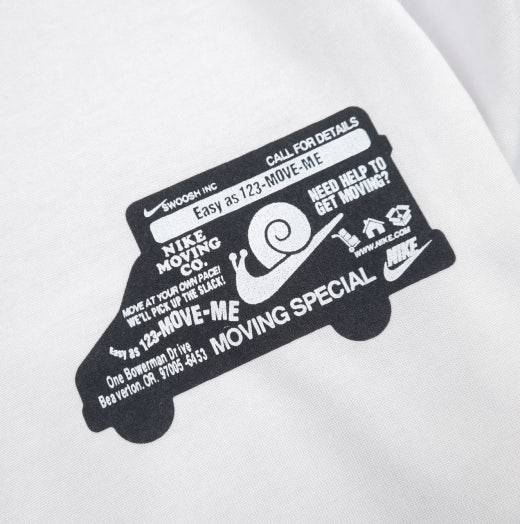 SWOOSH INC
CALL FOR DETAILS
Easy as 123-MOVE-ME
NIKE
MOVING
CO.
NEED HELP TO
GET MOVING?
WWW.NIKE.COM
NIKE
MOVE AT YOUR OWN PACE!
WE'LL PICK UP THE SLACK!
Easy as 123-MOVE-ME
MOVING SPECIAL
One Bowerman Drive
Beaverton, OR. 97005-6453